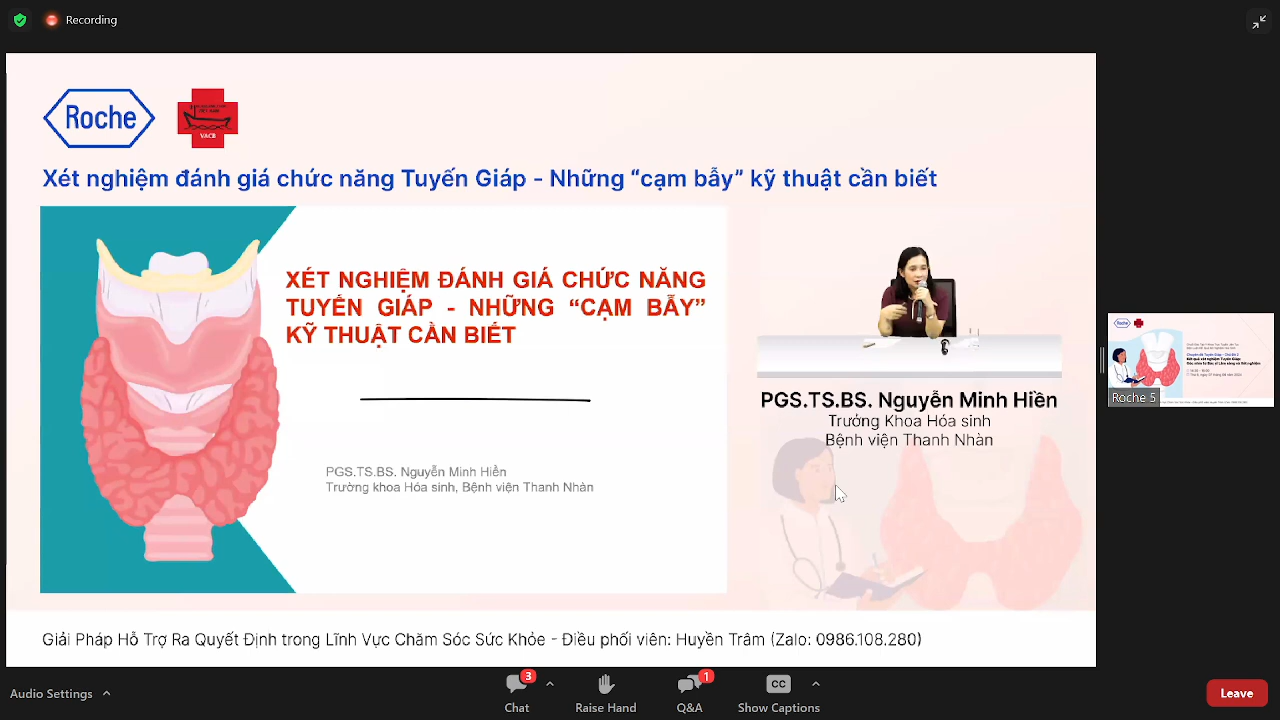 Recording
Roche
VACB
Xét nghiệm đánh giá chức năng Tuyến Giáp - Những “cạm bẫy” kỹ thuật cần biết
XÉT NGHIỆM ĐÁNH GIÁ CHỨC NĂNG
TUYẾN GIÁP - NHỮNG “CẠM BẪY”
KỸ THUẬT CẦN BIẾT
PGS.TS.BS. Nguyễn Minh Hiền
Trưởng khoa Hóa sinh, Bệnh viện Thanh Nhàn
PGS.TS.BS. Nguyễn Minh Hiền
Trưởng Khoa Hóa sinh
Bệnh viện Thanh Nhàn
Roche
Roche 5
Giải Pháp Hỗ Trợ Ra Quyết Định trong Lĩnh Vực Chăm Sóc Sức Khỏe - Điều phối viên: Huyền Trâm (Zalo: 0986.108.280)
Audio Settings
3
Chat
Raise Hand
1
Q&A
CC
Show Captions
Leave